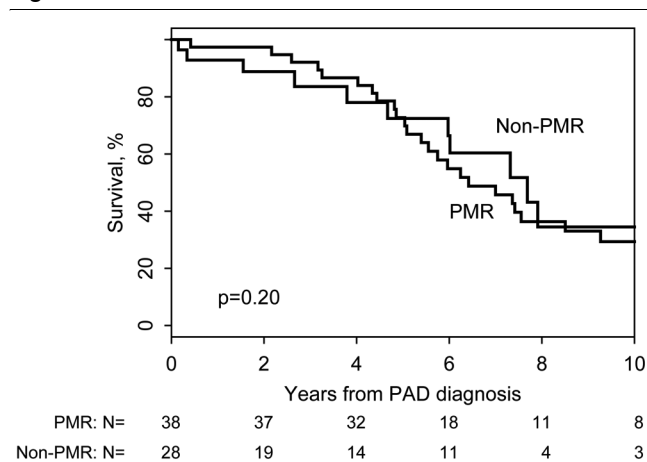 Survival, %
80
60
40
20
0
Non-PMR
PMR
p=0.20
0 2 4 6 8 10
Years from PAD diagnosis
PMR: N= 38 37 32 18 11 8
Non-PMR: N= 28 19 14 11 4 3